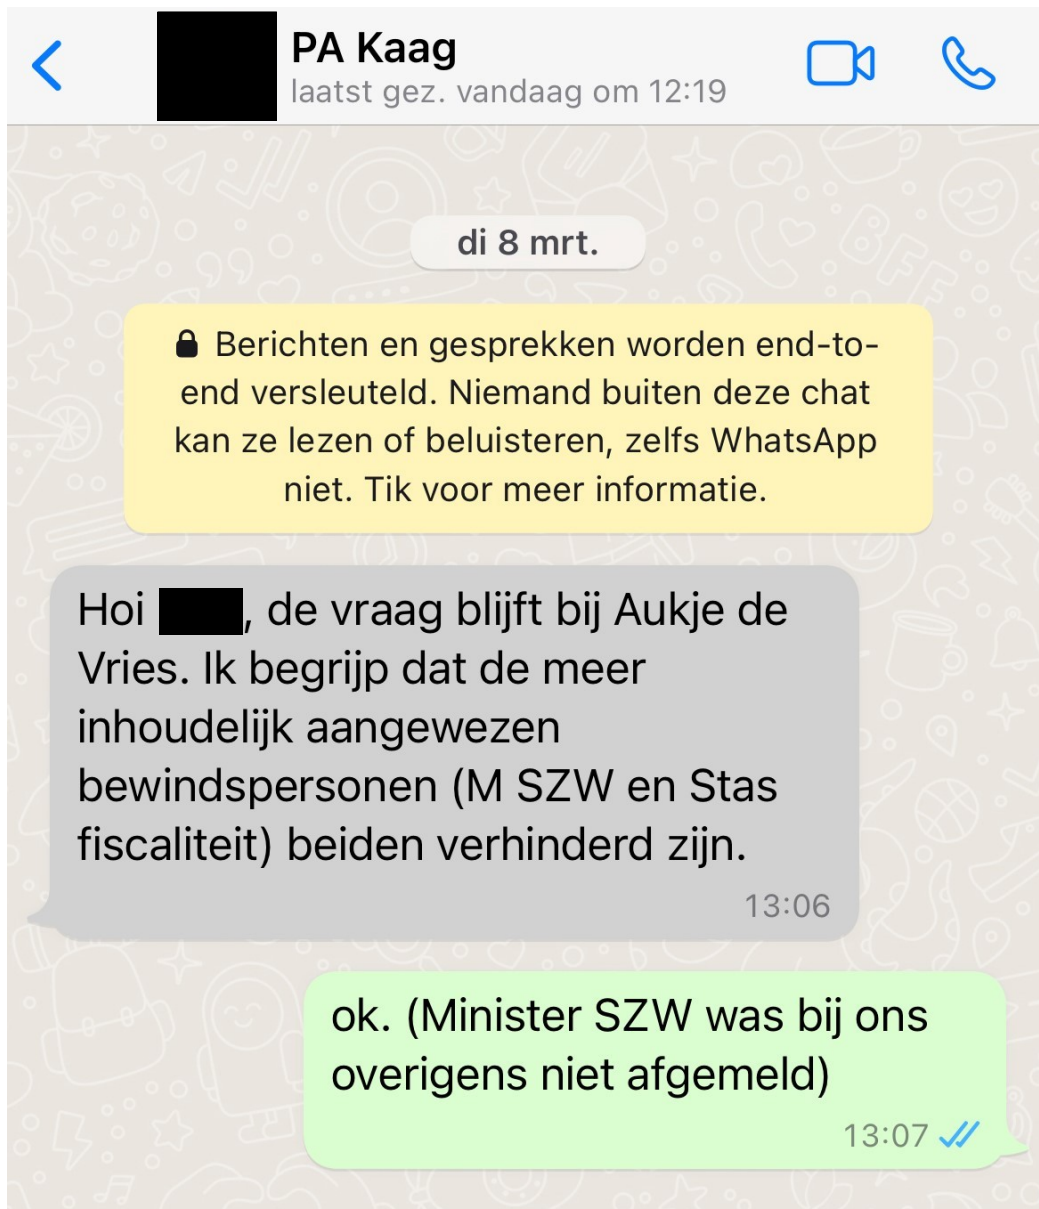 PA Kaag
laatst gez. vandaag om 12:19
di 8 mrt.
Berichten en gesprekken worden end-to-
end versleuteld. Niemand buiten deze chat
kan ze lezen of beluisteren, zelfs WhatsApp
niet. Tik voor meer informatie.
Hoi , de vraag blijft bij Aukje de
Vries. Ik begrijp dat de meer
inhoudelijk aangewezen
bewindspersonen (M SZW en Stas
fiscaliteit) beiden verhinderd zijn.
13:06
ok. (Minister SZW was bij ons
overigens niet afgemeld)
13:07